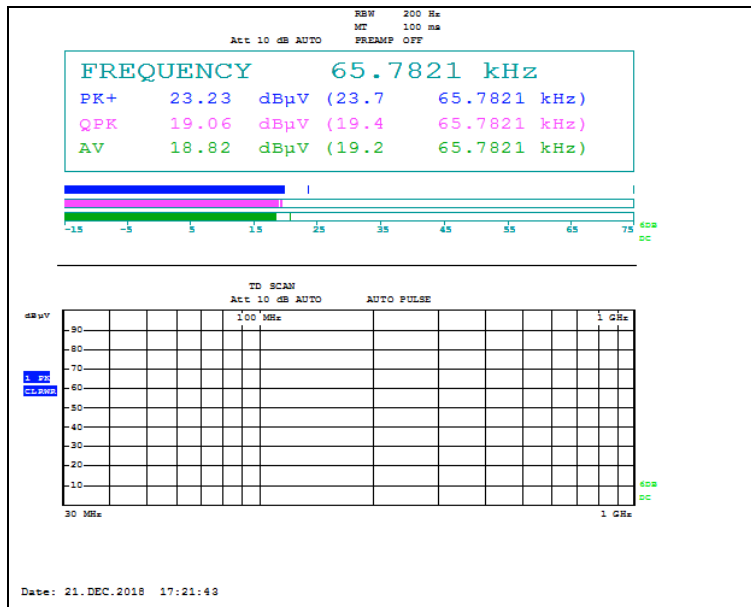 RBW 200 Hz
MT 100 ms
Att 10 dB AUTO PREAMP OFF
FREQUENCY 65.7821 kHz
PK+ 23.23 dBµV (23.7 65.7821 kHz)
QPK 19.06 dBµV (19.4 65.7821 kHz)
AV 18.82 dBµV (19.2 65.7821 kHz)
-15 -5 5 15 25 35 45 55 65 75
6DB
DC
TD SCAN
Att 10 dB AUTO AUTO PULSE
dBµV
100 MHz 1 GHz
90
80
70
1 PK
60
CLRWR
50
40
30
20
10
6DB
DC
30 MHz 1 GHz
Date: 21.DEC.2018 17:21:43